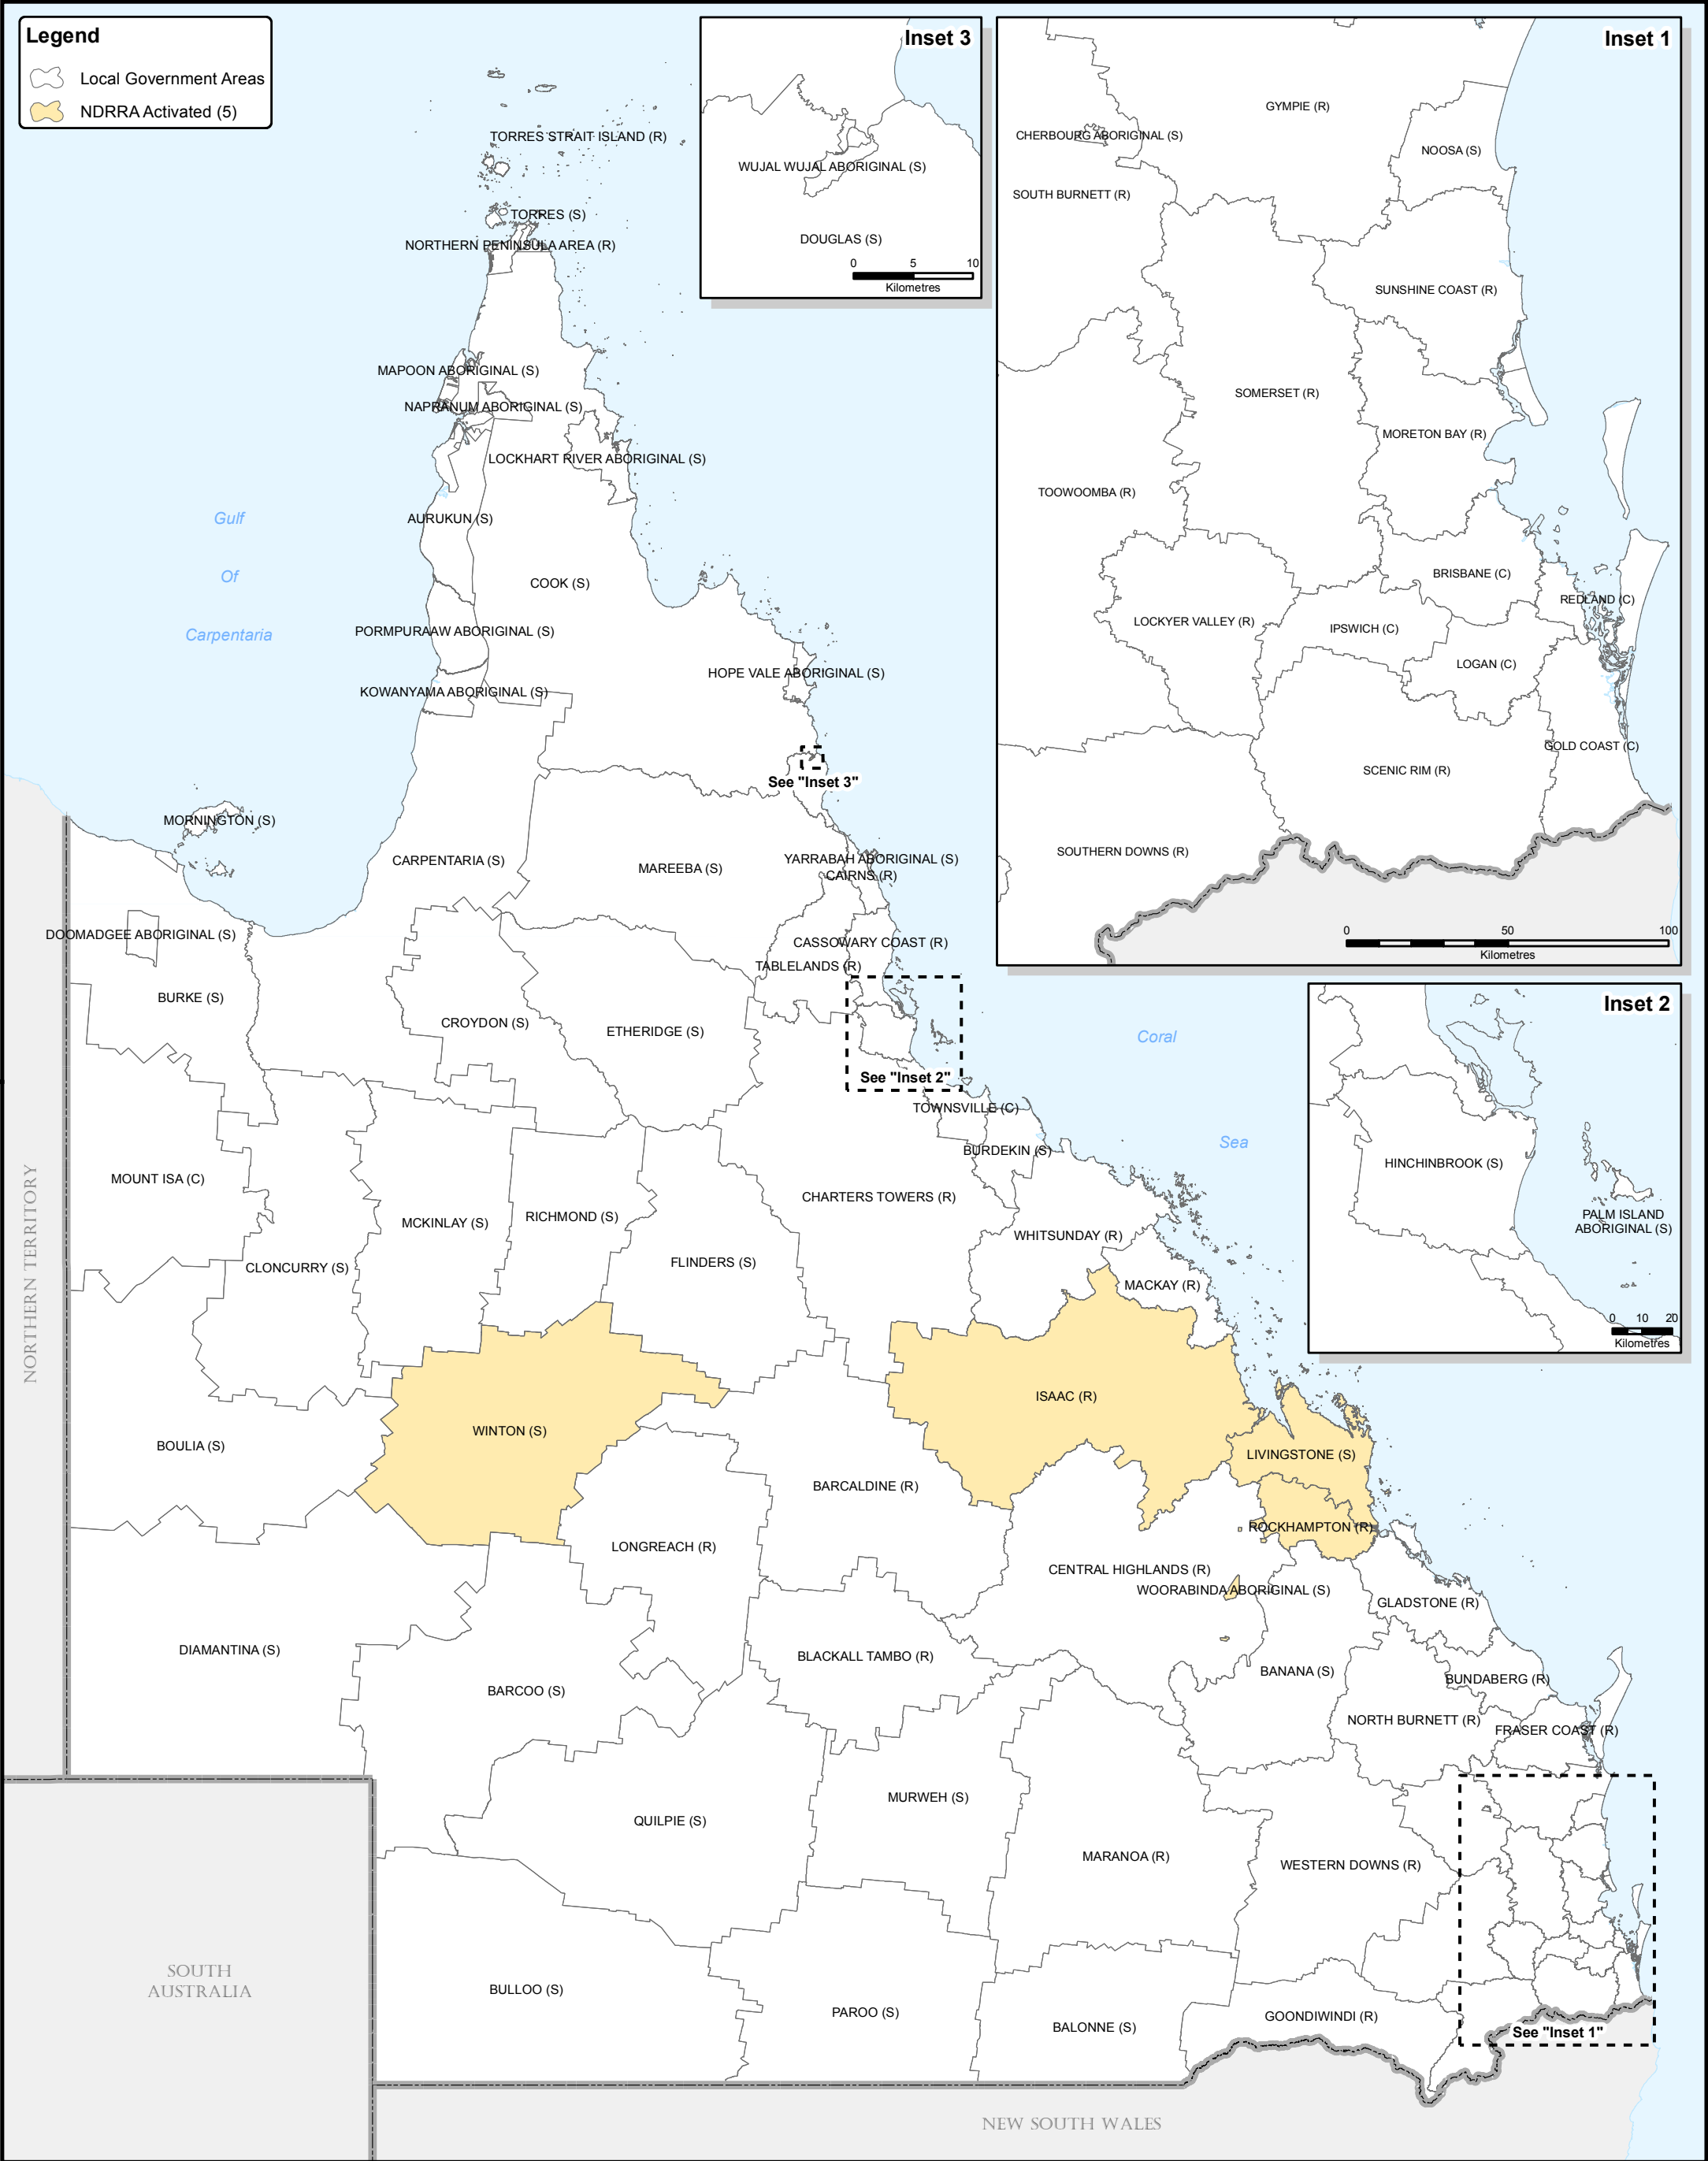 Legend
Local Government Areas
NDRRA Activated (5)
Inset 3
WUJAL WUJAL ABORIGINAL (S)
DOUGLAS (S)
0 5 10
Kilometres
Inset 1
GYMPIE (R)
CHERBOURG ABORIGINAL (S)
NOOSA (S)
SOUTH BURNETT (R)
SUNSHINE COAST (R)
SOMERSET (R)
MORETON BAY (R)
TOOWOOMBA (R)
BRISBANE (C)
REDLAND (C)
LOCKYER VALLEY (R)
IPSWICH (C)
LOGAN (C)
GOLD COAST (C)
SCENIC RIM (R)
SOUTHERN DOWNS (R)
0 50 100
Kilometres
Inset 2
HINCHINBROOK (S)
PALM ISLAND
ABORIGINAL (S)
0 10 20
Kilometres
TORRES STRAIT ISLAND (R)
TORRES (S)
NORTHERN PENINSULA AREA (R)
MAPOON ABORIGINAL (S)
NAPRANUM ABORIGINAL (S)
LOCKHART RIVER ABORIGINAL (S)
Gulf
Of
Carpentaria
AURUKUN (S)
COOK (S)
PORMPURAAW ABORIGINAL (S)
HOPE VALE ABORIGINAL (S)
KOWANYAMA ABORIGINAL (S)
See "Inset 3"
MORNINGTON (S)
CARPENTARIA (S)
MAREEBA (S)
YARRABAH ABORIGINAL (S)
CAIRNS (R)
DOOMADGEE ABORIGINAL (S)
CASSOWARY COAST (R)
TABLELANDS (R)
BURKE (S)
CROYDON (S)
ETHERIDGE (S)
Coral
Sea
See "Inset 2"
TOWNSVILLE (C)
BURDEKIN (S)
MOUNT ISA (C)
CHARTERS TOWERS (R)
MCKINLAY (S)
RICHMOND (S)
WHITSUNDAY (R)
FLINDERS (S)
CLONCURRY (S)
MACKAY (R)
NORTHERN TERRITORY
ISAAC (R)
WINTON (S)
BOULIA (S)
LIVINGSTONE (S)
BARCALDINE (R)
ROCKHAMPTON (R)
LONGREACH (R)
CENTRAL HIGHLANDS (R)
WOORABINDA ABORIGINAL (S)
GLADSTONE (R)
DIAMANTINA (S)
BLACKALL TAMBO (R)
BANANA (S)
BUNDABERG (R)
BARCOO (S)
NORTH BURNETT (R)
FRASER COAST (R)
MURWEH (S)
QUILPIE (S)
MARANOA (R)
WESTERN DOWNS (R)
SOUTH
AUSTRALIA
BULLOO (S)
PAROO (S)
BALONNE (S)
GOONDIWINDI (R)
See "Inset 1"
NEW SOUTH WALES